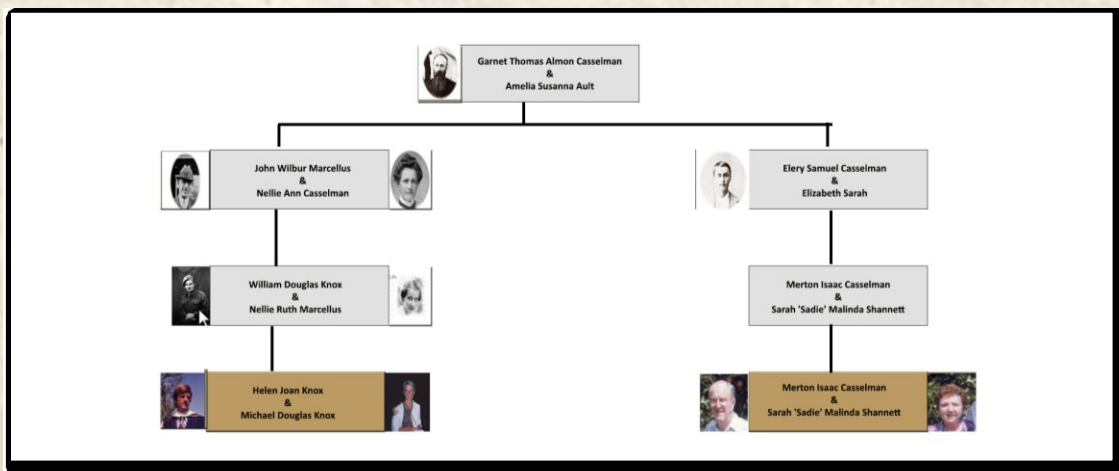 Garnet Thomas Almon Casselman
&
Amelia Susanna Ault
John Wilbur Marcellus
&
Nellie Ann Casselman
Elery Samuel Casselman
&
Elizabeth Sarah
William Douglas Knox
&
Nellie Ruth Marcellus
Merton Isaac Casselman
&
Sarah 'Sadie' Malinda Shannett
Helen Joan Knox
&
Michael Douglas Knox
Merton Isaac Casselman
&
Sarah 'Sadie' Malinda Shannett